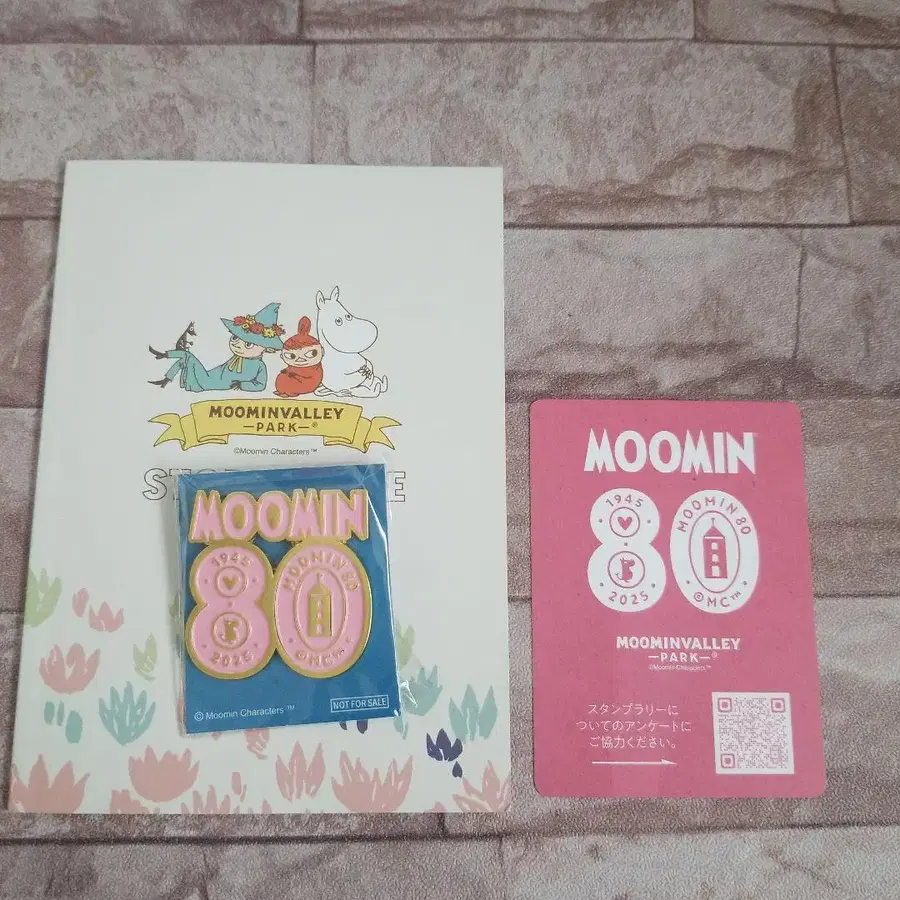 MOOMINVALLEY
—PARK—®
©Moomin Characters™
MOOMIN
1945
2025
MOOMIN 80
©MC™
© Moomin Characters ™
NOT FOR SALE
MOOMIN
1945
2025
MOOMIN 80
©MC™
MOOMINVALLEY
—PARK—®
©Moomin Characters™
スタンプラリーに
ついてのアンケートに
ご協力ください。